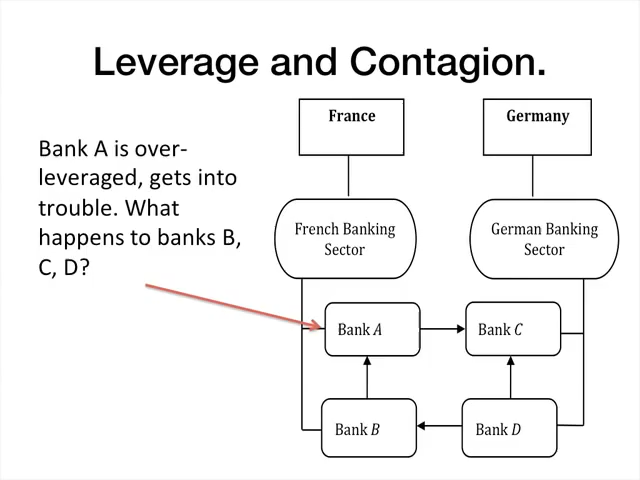 Leverage and Contagion.
Bank A is over-
leveraged, gets into
trouble. What
happens to banks B,
C, D?
France
Germany
French Banking
Sector
German Banking
Sector
Bank A
Bank C
Bank B
Bank D